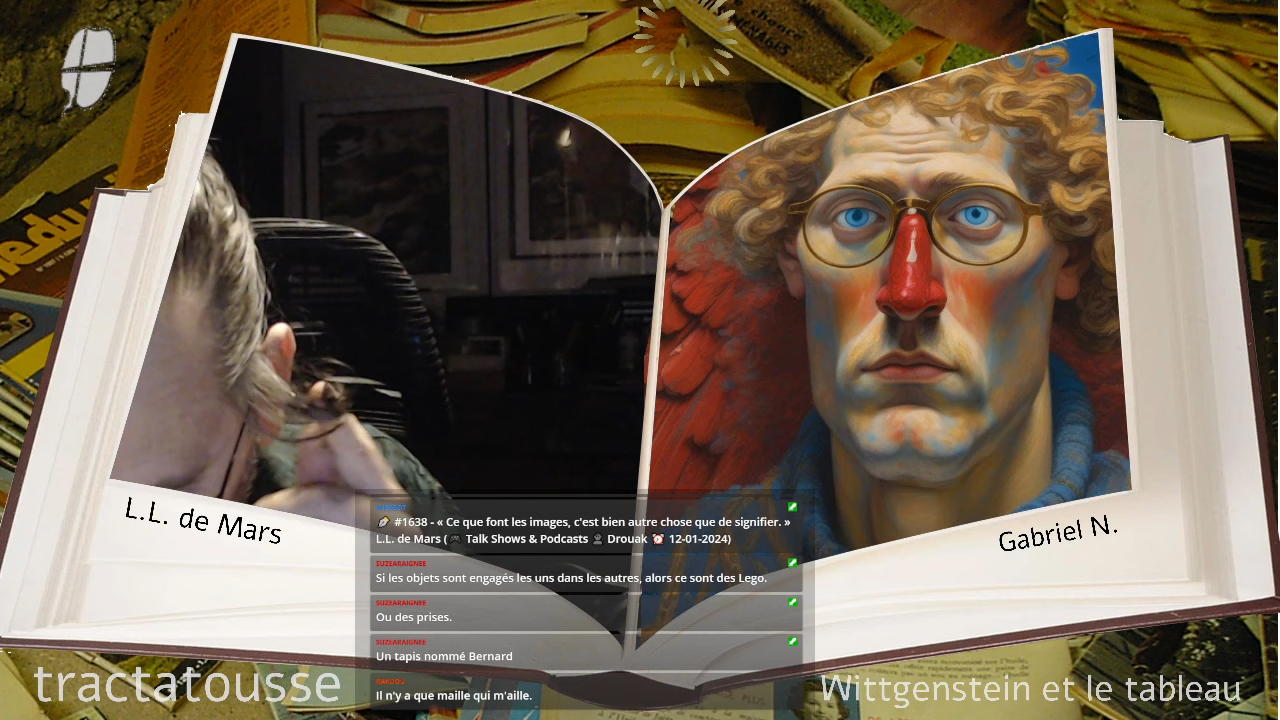 L.L. de Mars
Gabriel N.
#1638 - « Ce que font les images, c'est bien autre chose que de signifier. »
L.L. de Mars ( Talk Shows & Podcasts Drouak 12-01-2024)
SUZEARAIGNEE
Si les objets sont engagés les uns dans les autres, alors ce sont des Lego.
SUZEARAIGNEE
Ou des prises.
SUZEARAIGNEE
Un tapis nommé Bernard
Il n'y a que maille qui m'aille.
tractatousse
Wittgenstein et le tableau